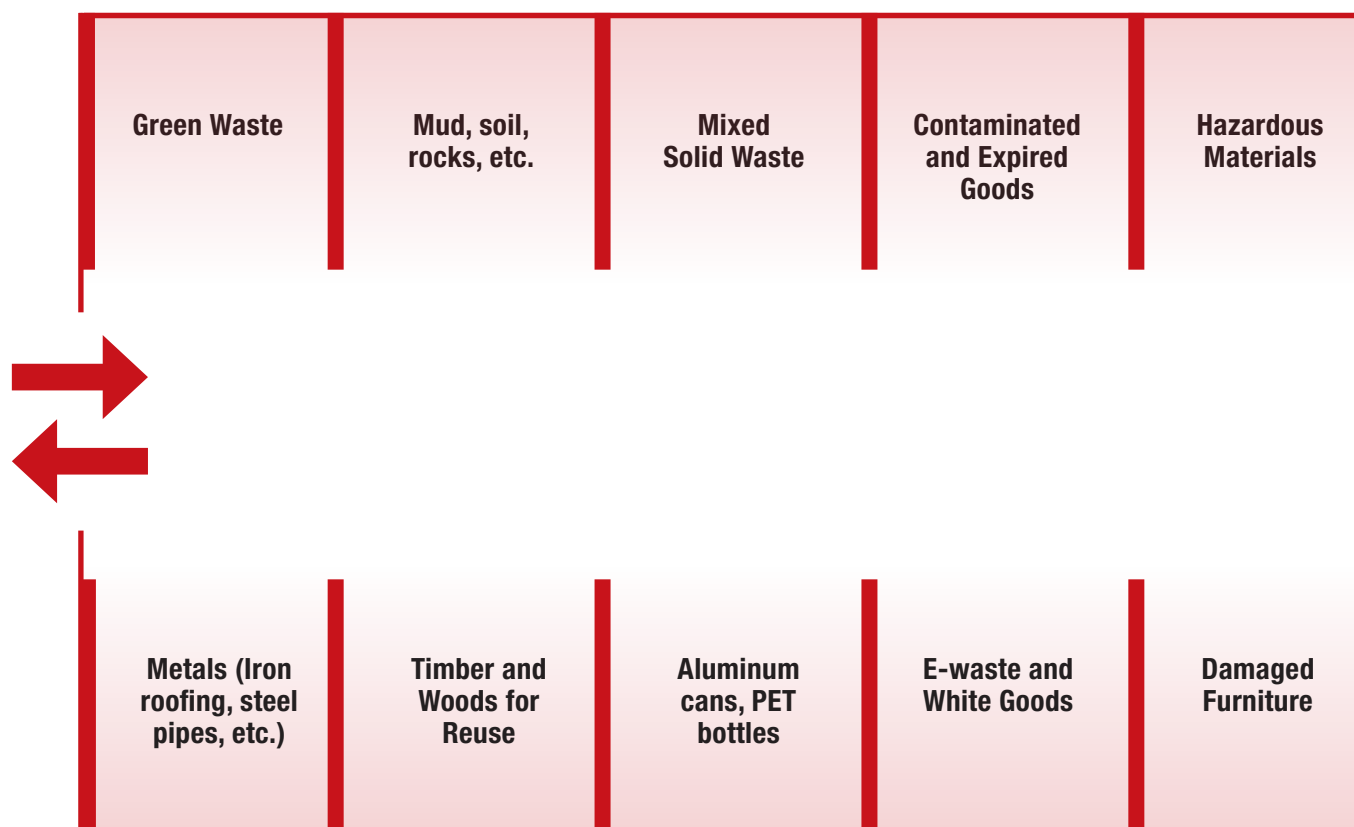 Green Waste
Mud, soil,
rocks, etc.
Mixed
Solid Waste
Contaminated
and Expired
Goods
Hazardous
Materials
Metals (Iron
roofing, steel
pipes, etc.)
Timber and
Woods for
Reuse
Aluminum
cans, PET
bottles
E-waste and
White Goods
Damaged
Furniture